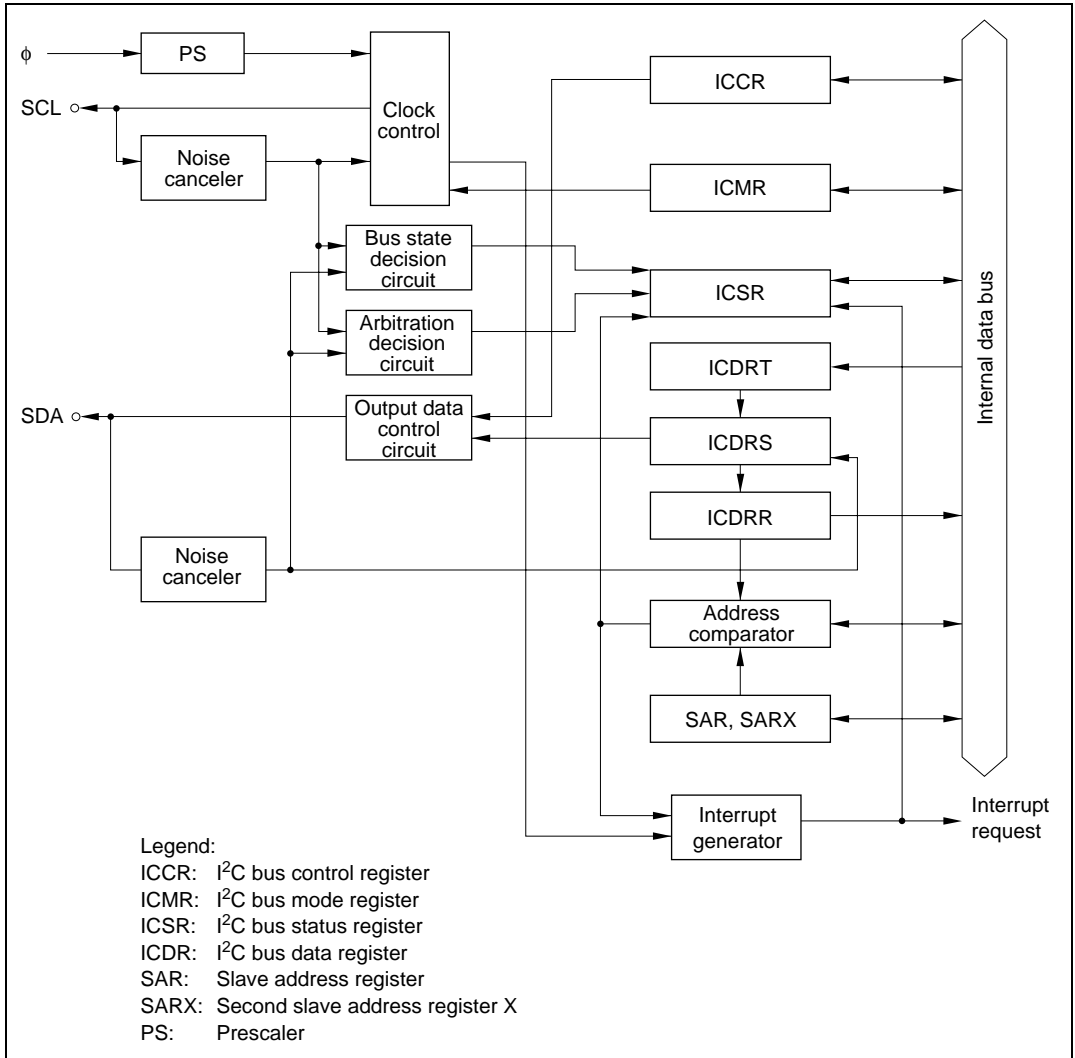 ϕ
PS
SCL
Clock
control
Noise
canceler
ICCR
ICMR
Bus state
decision
circuit
ICSR
Arbitration
decision
circuit
ICDRT
SDA
Output data
control
circuit
ICDRS
ICDRR
Noise
canceler
Address
comparator
SAR, SARX
Internal data bus
Interrupt
generator
Interrupt
request
Legend:
ICCR: I²C bus control register
ICMR: I²C bus mode register
ICSR: I²C bus status register
ICDR: I²C bus data register
SAR: Slave address register
SARX: Second slave address register X
PS: Prescaler